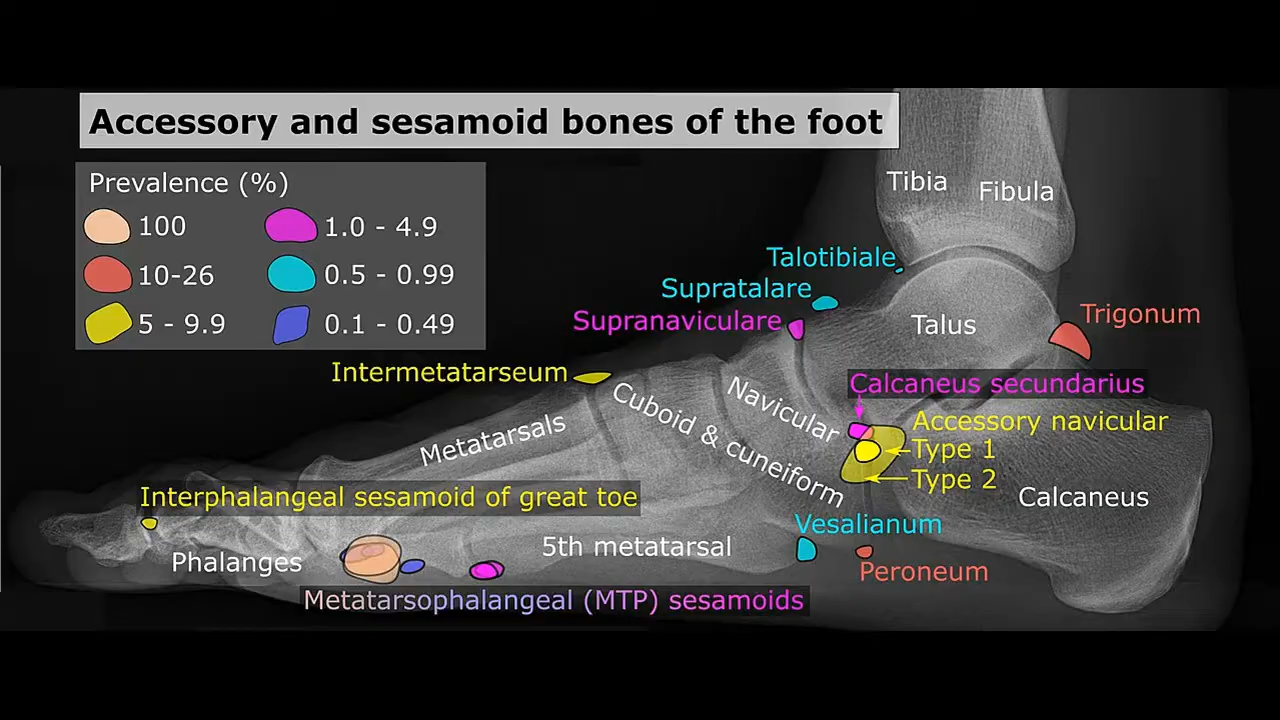 Accessory and sesamoid bones of the foot
Prevalence (%)
100
1.0 - 4.9
10-26
0.5 - 0.99
5 - 9.9
0.1 - 0.49
Tibia
Fibula
Talotibiale
Supratalare
Supranaviculare
Talus
Trigonum
Intermetatarseum
Calcaneus secundarius
Navicular
Cuboid & cuneiform
Metatarsals
Accessory navicular
Type 1
Type 2
Calcaneus
Interphalangeal sesamoid of great toe
Vesalianum
5th metatarsal
Phalanges
Peroneum
Metatarsophalangeal (MTP) sesamoids